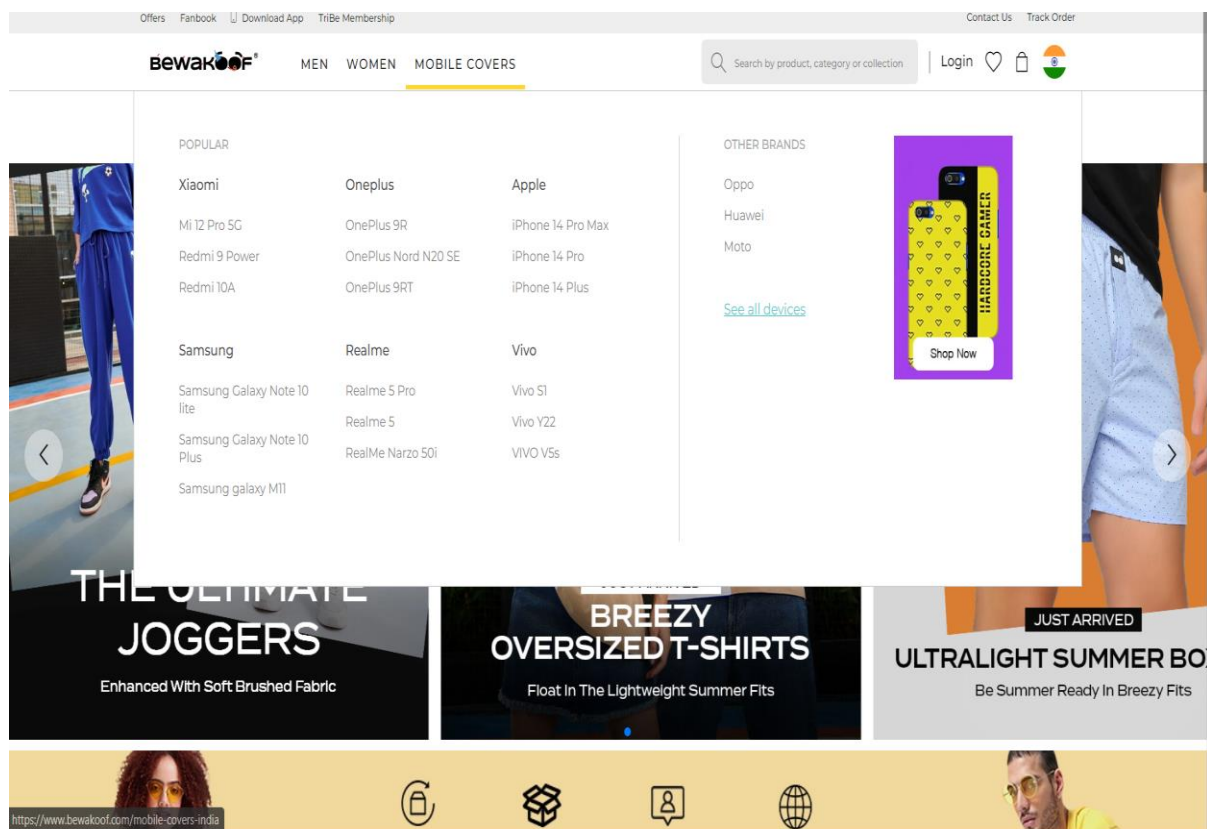 Offers Fanbook Download App TriBe Membership Contact Us Track Order
BEWAKOOF® MEN WOMEN MOBILE COVERS Search by product, category or collection Login
POPULAR
Xiaomi Oneplus Apple
Mi 12 Pro 5G OnePlus 9R iPhone 14 Pro Max
Redmi 9 Power OnePlus Nord N20 SE iPhone 14 Pro
Redmi 10A OnePlus 9RT iPhone 14 Plus
Samsung Realme Vivo
Samsung Galaxy Note 10 lite Realme 5 Pro Vivo S1
Samsung Galaxy Note 10 Plus Realme 5 Vivo Y22
Samsung galaxy M11 RealMe Narzo 50i VIVO V5s
OTHER BRANDS
Oppo
Huawei
Moto
See all devices
HARDCORE GAMER
Shop Now
THE ULTIMATE
JOGGERS
Enhanced With Soft Brushed Fabric
BREEZY
OVERSIZED T-SHIRTS
Float In The Lightweight Summer Fits
JUST ARRIVED
ULTRALIGHT SUMMER
Be Summer Ready In Breezy Fits
https://www.bewakoof.com/mobile-covers-india